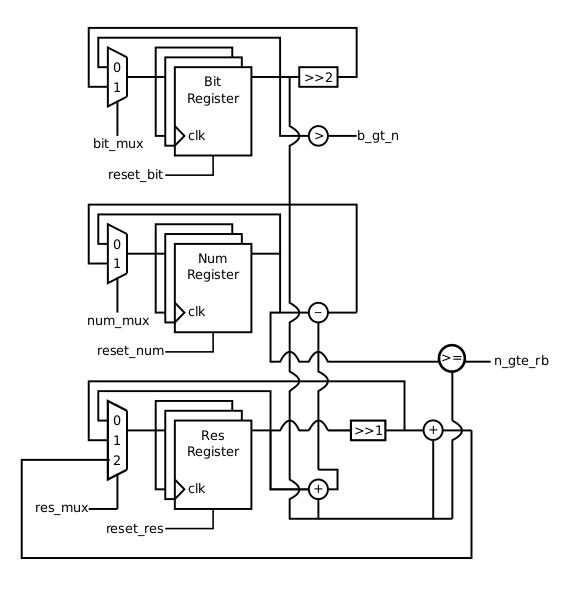 0
1
Bit
Register
clk
>>2
>
b_gt_n
bit_mux
reset_bit
0
1
Num
Register
clk
-
num_mux
reset_num
>=
n_gte_rb
0
1
2
Res
Register
clk
>>1
+
+
res_mux
reset_res